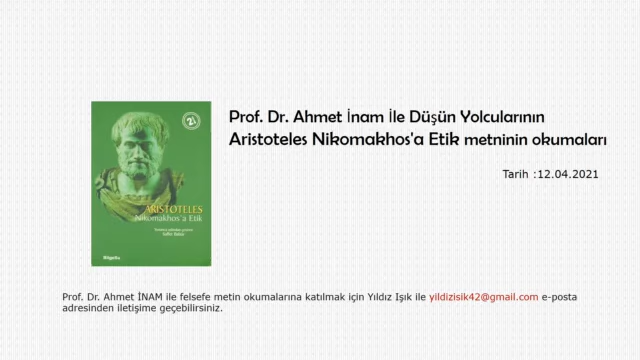 Prof. Dr. Ahmet İnam İle Düşün Yolcularının
Aristoteles Nikomakhos'a Etik metninin okumaları
Tarih :12.04.2021
ARISTOTELES
Nikomakhos'a Etik
BilgeSu
Prof. Dr. Ahmet İNAM ile felsefe metin okumalarına katılmak için Yıldız Işık ile yildizisik42@gmail.com e-posta
adresinden iletişime geçebilirsiniz.